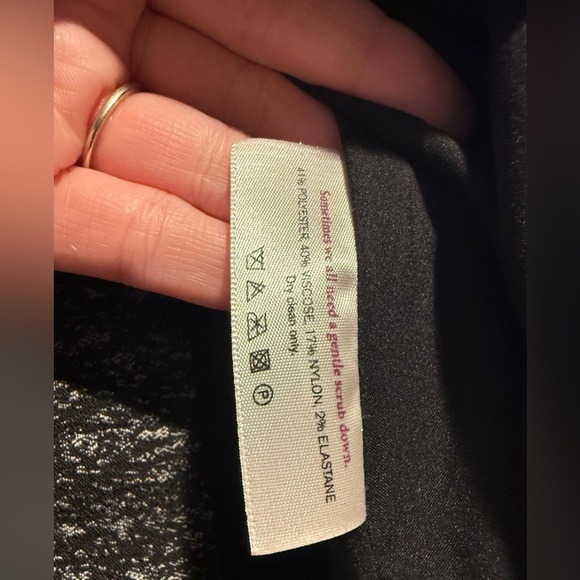 Sometimes we all need a gentle scrub down.
41% POLYESTER, 40% VISCOSE, 17% NYLON, 2% ELASTANE
Dry clean only.
P